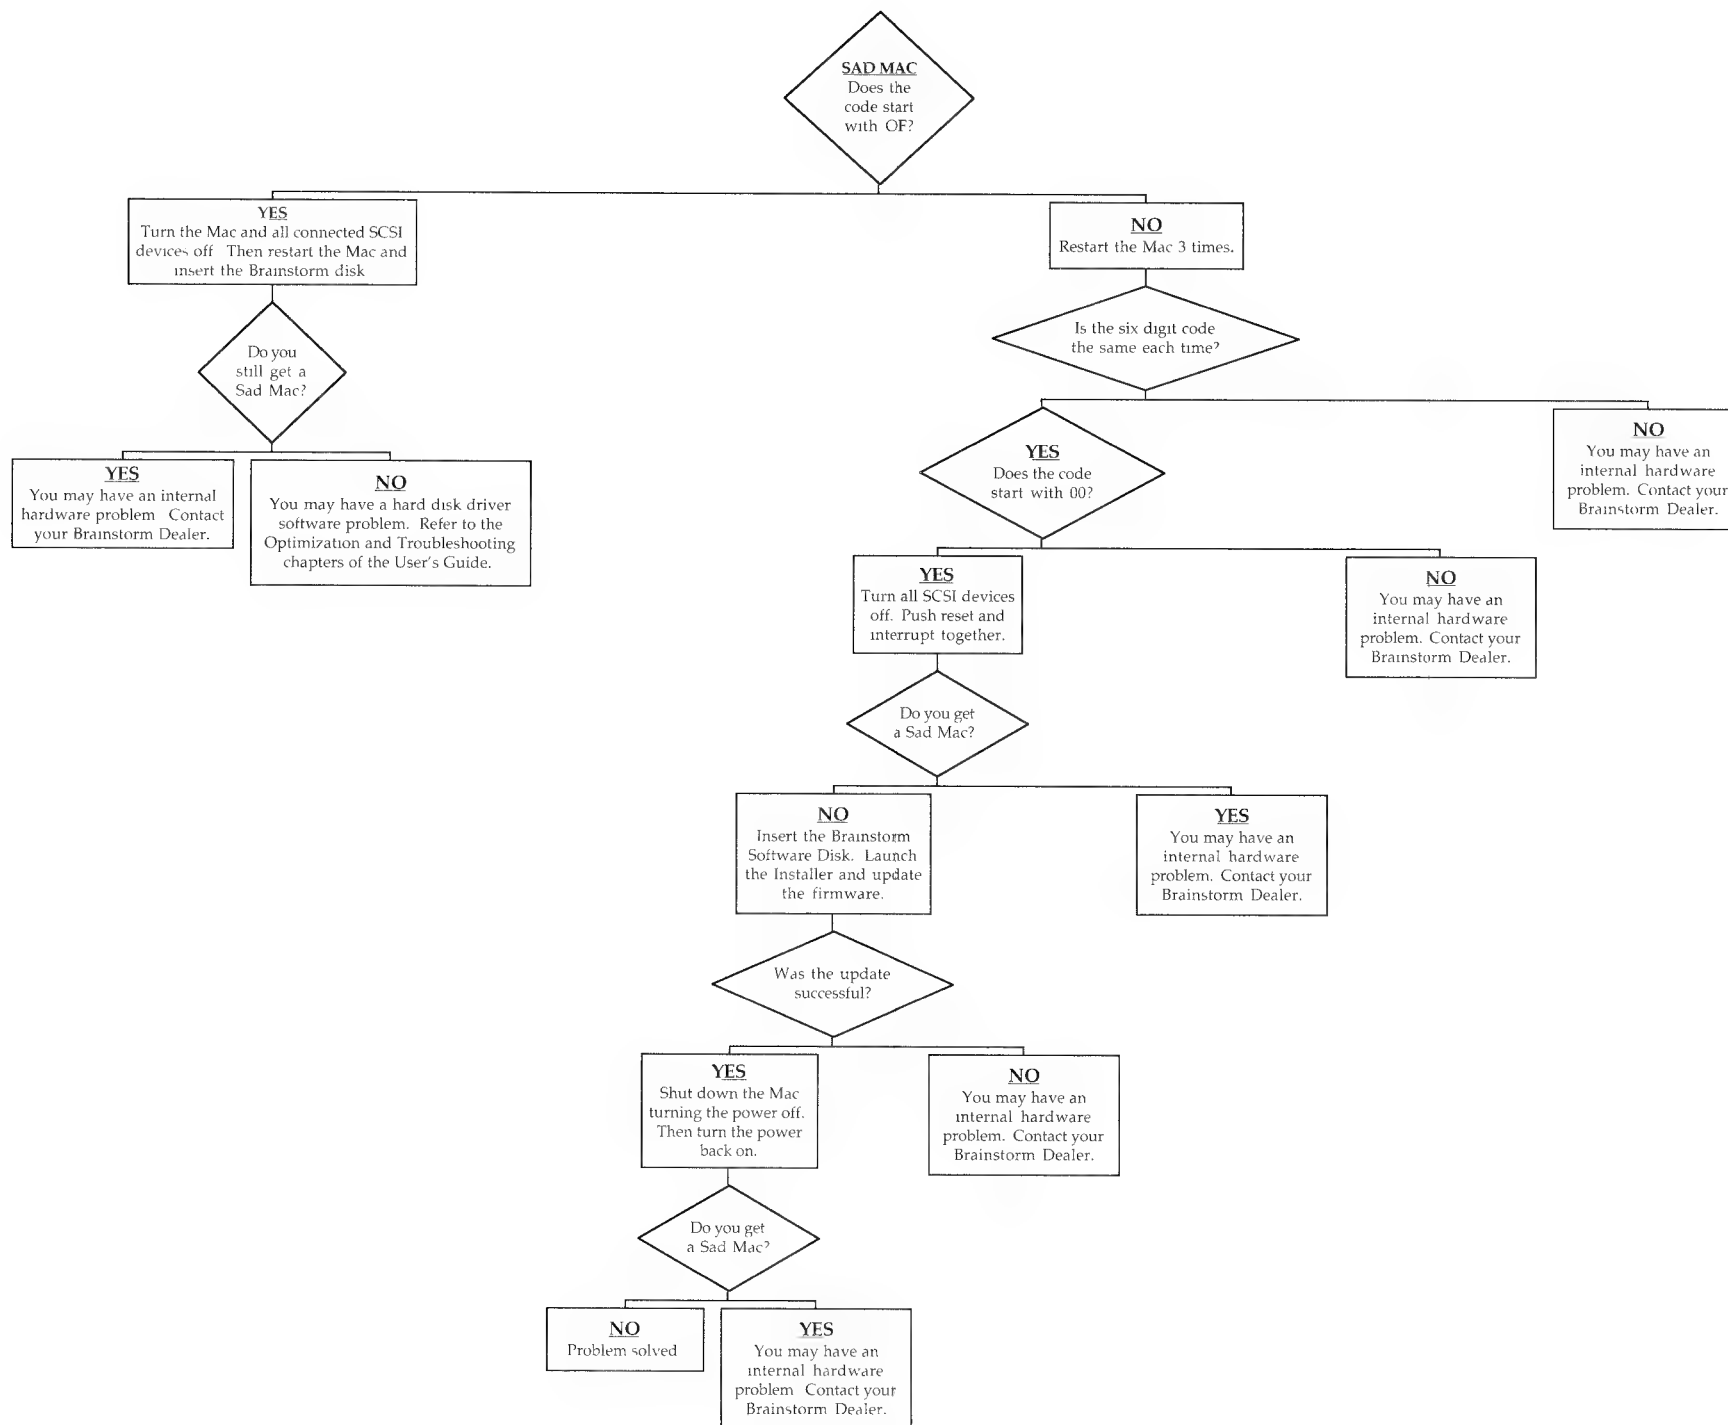 SAD MAC
Does the
code start
with OF?
YES
Turn the Mac and all connected SCSI
devices off Then restart the Mac and
insert the Brainstorm disk
NO
Restart the Mac 3 times.
Is the six digit code
the same each time?
Do you
still get a
Sad Mac?
YES
You may have an internal
hardware problem Contact
your Brainstorm Dealer.
NO
You may have a hard disk driver
software problem. Refer to the
Optimization and Troubleshooting
chapters of the User's Guide.
YES
Does the code
start with 00?
NO
You may have an
internal hardware
problem. Contact your
Brainstorm Dealer.
YES
Turn all SCSI devices
off. Push reset and
interrupt together.
NO
You may have an
internal hardware
problem. Contact your
Brainstorm Dealer.
Do you get
a Sad Mac?
NO
Insert the Brainstorm
Software Disk. Launch
the Installer and update
the firmware.
YES
You may have an
internal hardware
problem. Contact your
Brainstorm Dealer.
Was the update
successful?
YES
Shut down the Mac
turning the power off.
Then turn the power
back on.
NO
You may have an
internal hardware
problem. Contact your
Brainstorm Dealer.
Do you get
a Sad Mac?
NO
Problem solved
YES
You may have an
internal hardware
problem Contact your
Brainstorm Dealer.